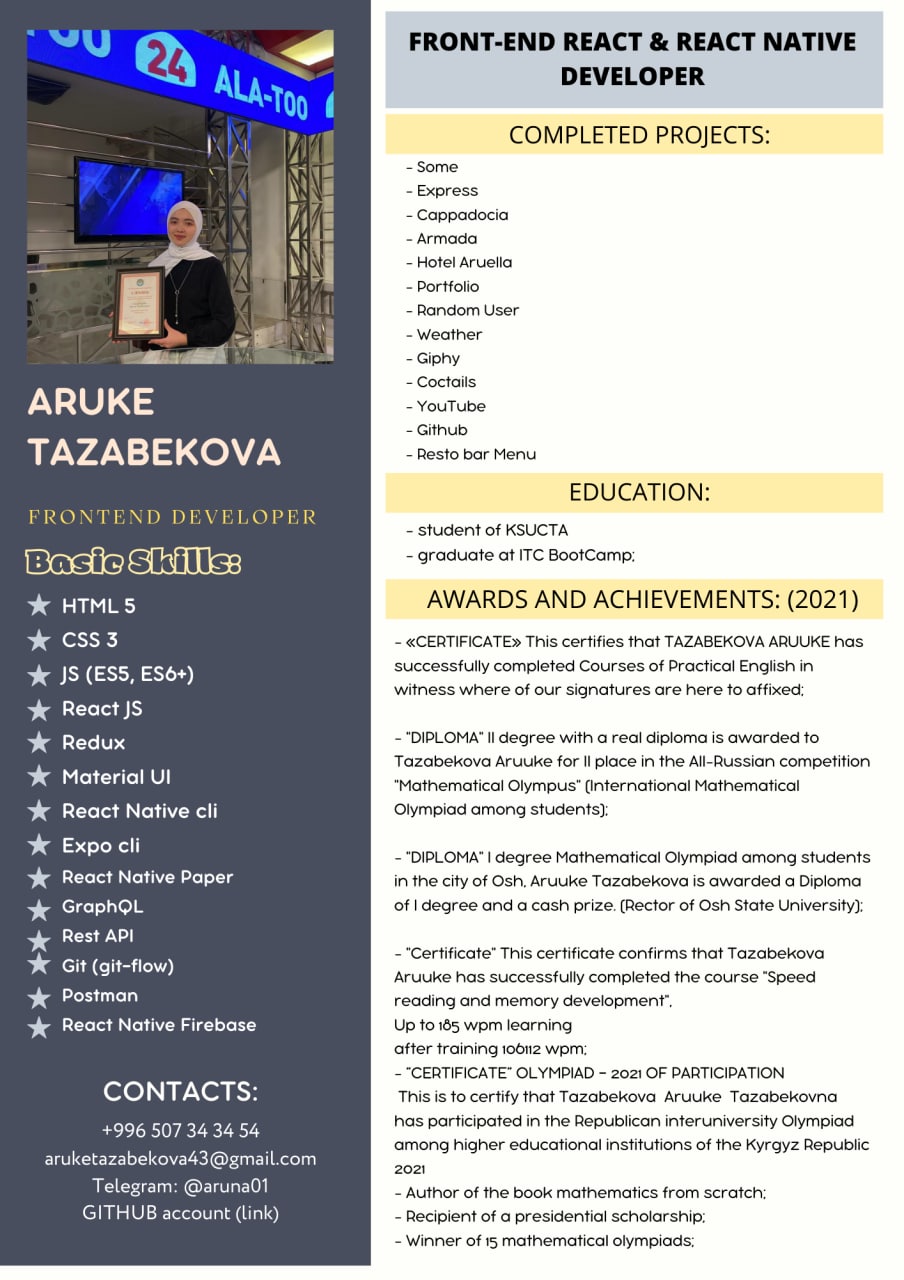 TOO
24
ALA-TOO
ARUKE
TAZABEKOVA
FRONTEND DEVELOPER
Basic Skills:
HTML 5
CSS 3
JS (ES5, ES6+)
React JS
Redux
Material UI
React Native cli
Expo cli
React Native Paper
GraphQL
Rest API
Git (git-flow)
Postman
React Native Firebase
CONTACTS:
+996 507 34 34 54
aruketazabekova43@gmail.com
Telegram: @aruna01
GITHUB account (link)
FRONT-END REACT & REACT NATIVE
DEVELOPER
COMPLETED PROJECTS:
- Some
- Express
- Cappadocia
- Armada
- Hotel Aruella
- Portfolio
- Random User
- Weather
- Giphy
- Coctails
- YouTube
- Github
- Resto bar Menu
EDUCATION:
- student of KSUCTA
- graduate at ITC BootCamp;
AWARDS AND ACHIEVEMENTS: (2021)
- «CERTIFICATE» This certifies that TAZABEKOVA ARUUKE has
successfully completed Courses of Practical English in
witness where of our signatures are here to affixed;
- "DIPLOMA" II degree with a real diploma is awarded to
Tazabekova Aruuke for II place in the All-Russian competition
"Mathematical Olympus" (International Mathematical
Olympiad among students);
- "DIPLOMA" I degree Mathematical Olympiad among students
in the city of Osh, Aruuke Tazabekova is awarded a Diploma
of I degree and a cash prize. (Rector of Osh State University);
- "Certificate" This certificate confirms that Tazabekova
Aruuke has successfully completed the course "Speed
reading and memory development",
Up to 185 wpm learning
after training 106112 wpm;
- "CERTIFICATE" OLYMPIAD - 2021 OF PARTICIPATION
This is to certify that Tazabekova Aruuke Tazabekovna
has participated in the Republican interuniversity Olympiad
among higher educational institutions of the Kyrgyz Republic
2021
- Author of the book mathematics from scratch;
- Recipient of a presidential scholarship;
- Winner of 15 mathematical olympiads;